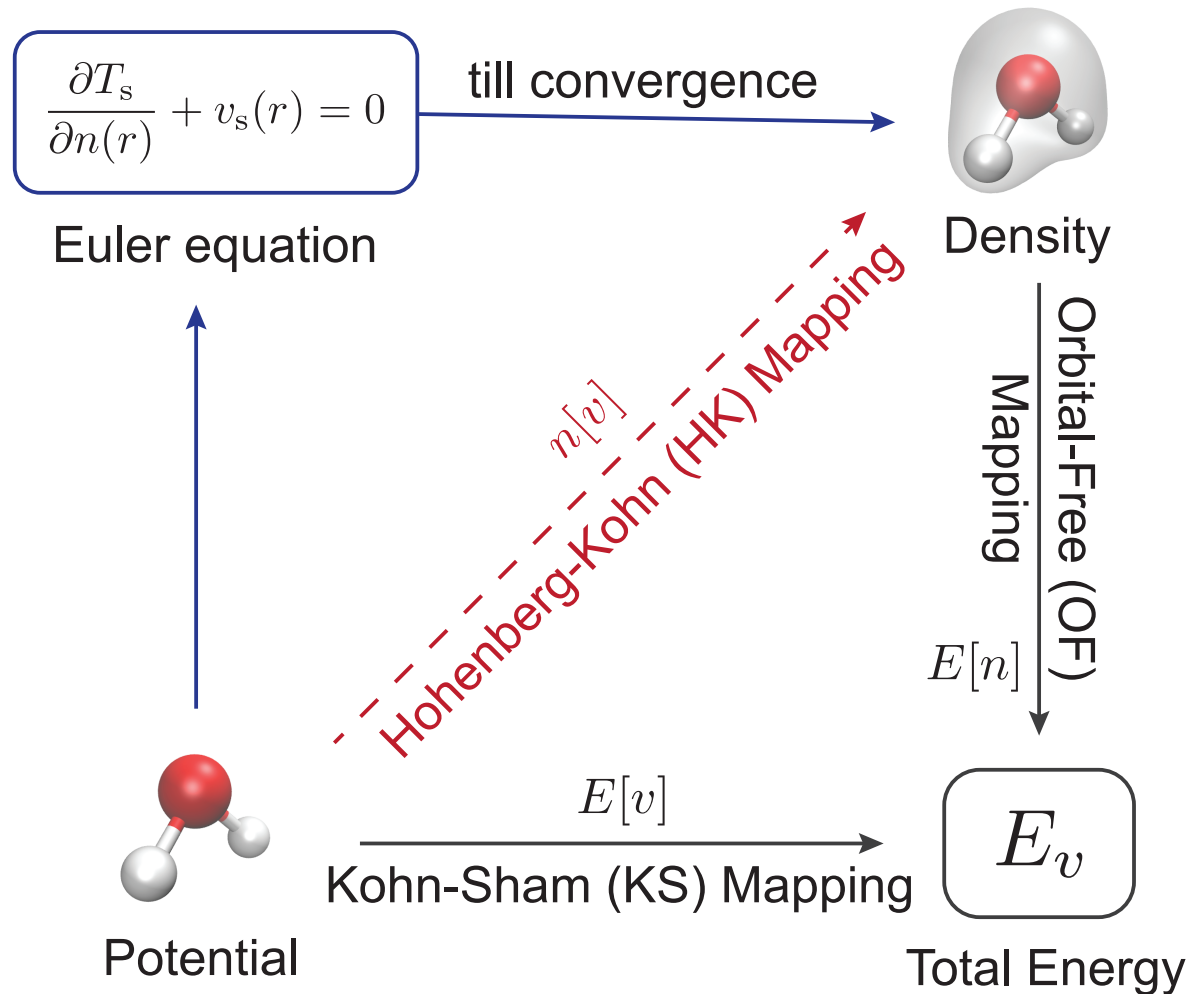 ∂T_s/∂n(r) + v_s(r) = 0
till convergence
Euler equation
Density
n[v]
Hohenberg-Kohn (HK) Mapping
Orbital-Free (OF)
Mapping
E[n]
E[v]
Kohn-Sham (KS) Mapping
E_v
Potential
Total Energy